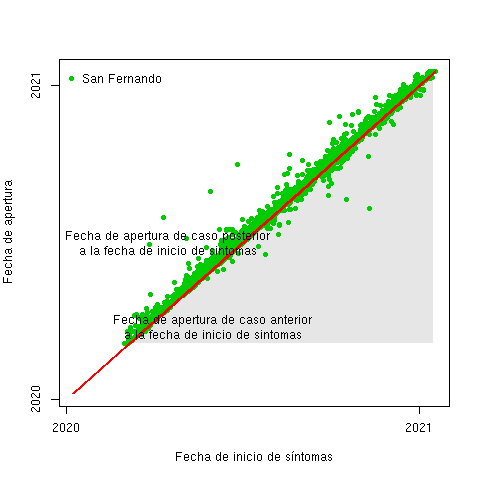 San Fernando
2021
Fecha de apertura
Fecha de apertura de caso posterior
a la fecha de inicio de síntomas
Fecha de apertura de caso anterior
a la fecha de inicio de sintomas
2020
2020
2021
Fecha de inicio de síntomas